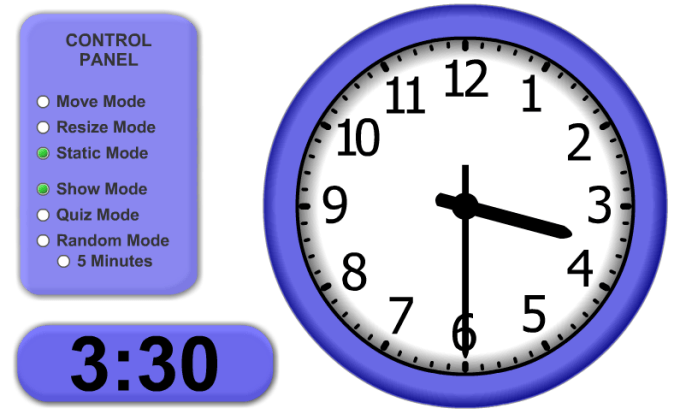 CONTROL
PANEL
Move Mode
Resize Mode
Static Mode
Show Mode
Quiz Mode
Random Mode
5 Minutes
3:30
12
1
2
3
4
5
6
7
8
9
10
11